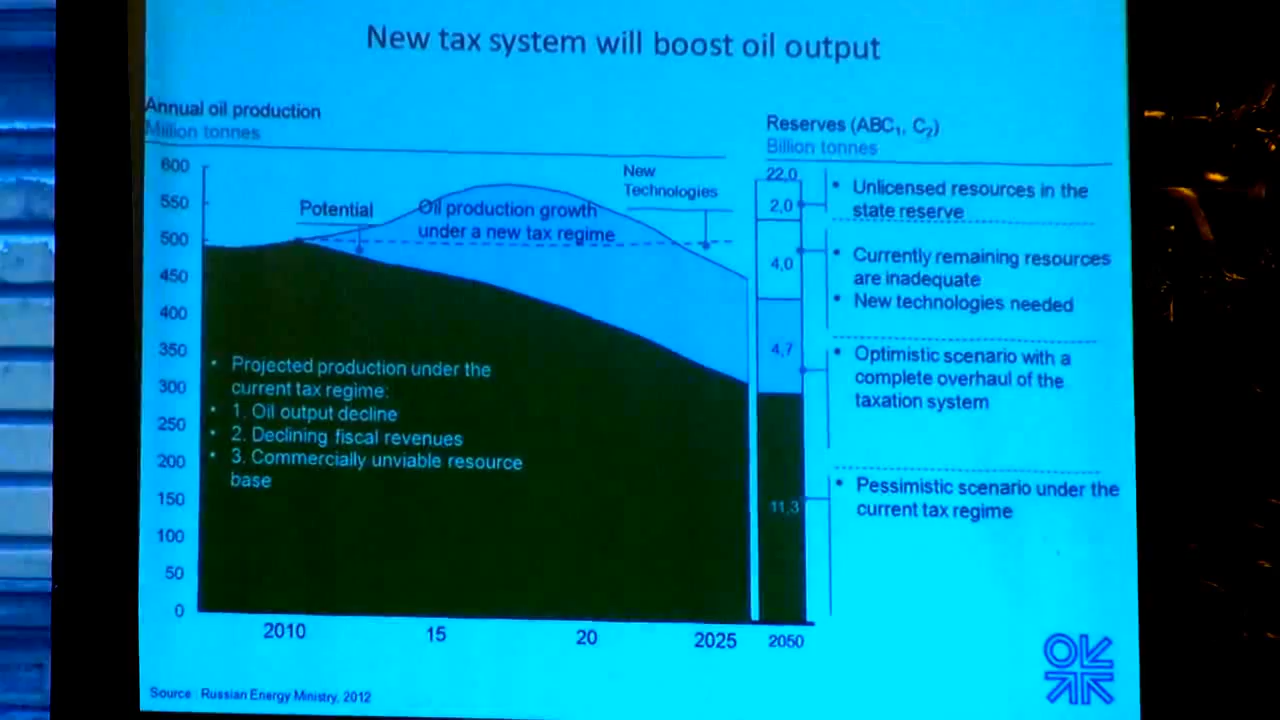 New tax system will boost oil output
Annual oil production
Million tonnes
600
550
500
450
400
350
300
250
200
150
100
50
0
Potential
Oil production growth
under a new tax regime
New
Technologies
• Projected production under the
current tax regime:
• 1. Oil output decline
• 2. Declining fiscal revenues
• 3. Commercially unviable resource
base
2010
15
20
2025
2050
Reserves (ABC₁, C₂)
Billion tonnes
22,0
2,0
4,0
4,7
11,3
• Unlicensed resources in the
state reserve
• Currently remaining resources
are inadequate
• New technologies needed
• Optimistic scenario with a
complete overhaul of the
taxation system
• Pessimistic scenario under the
current tax regime
Source: Russian Energy Ministry, 2012